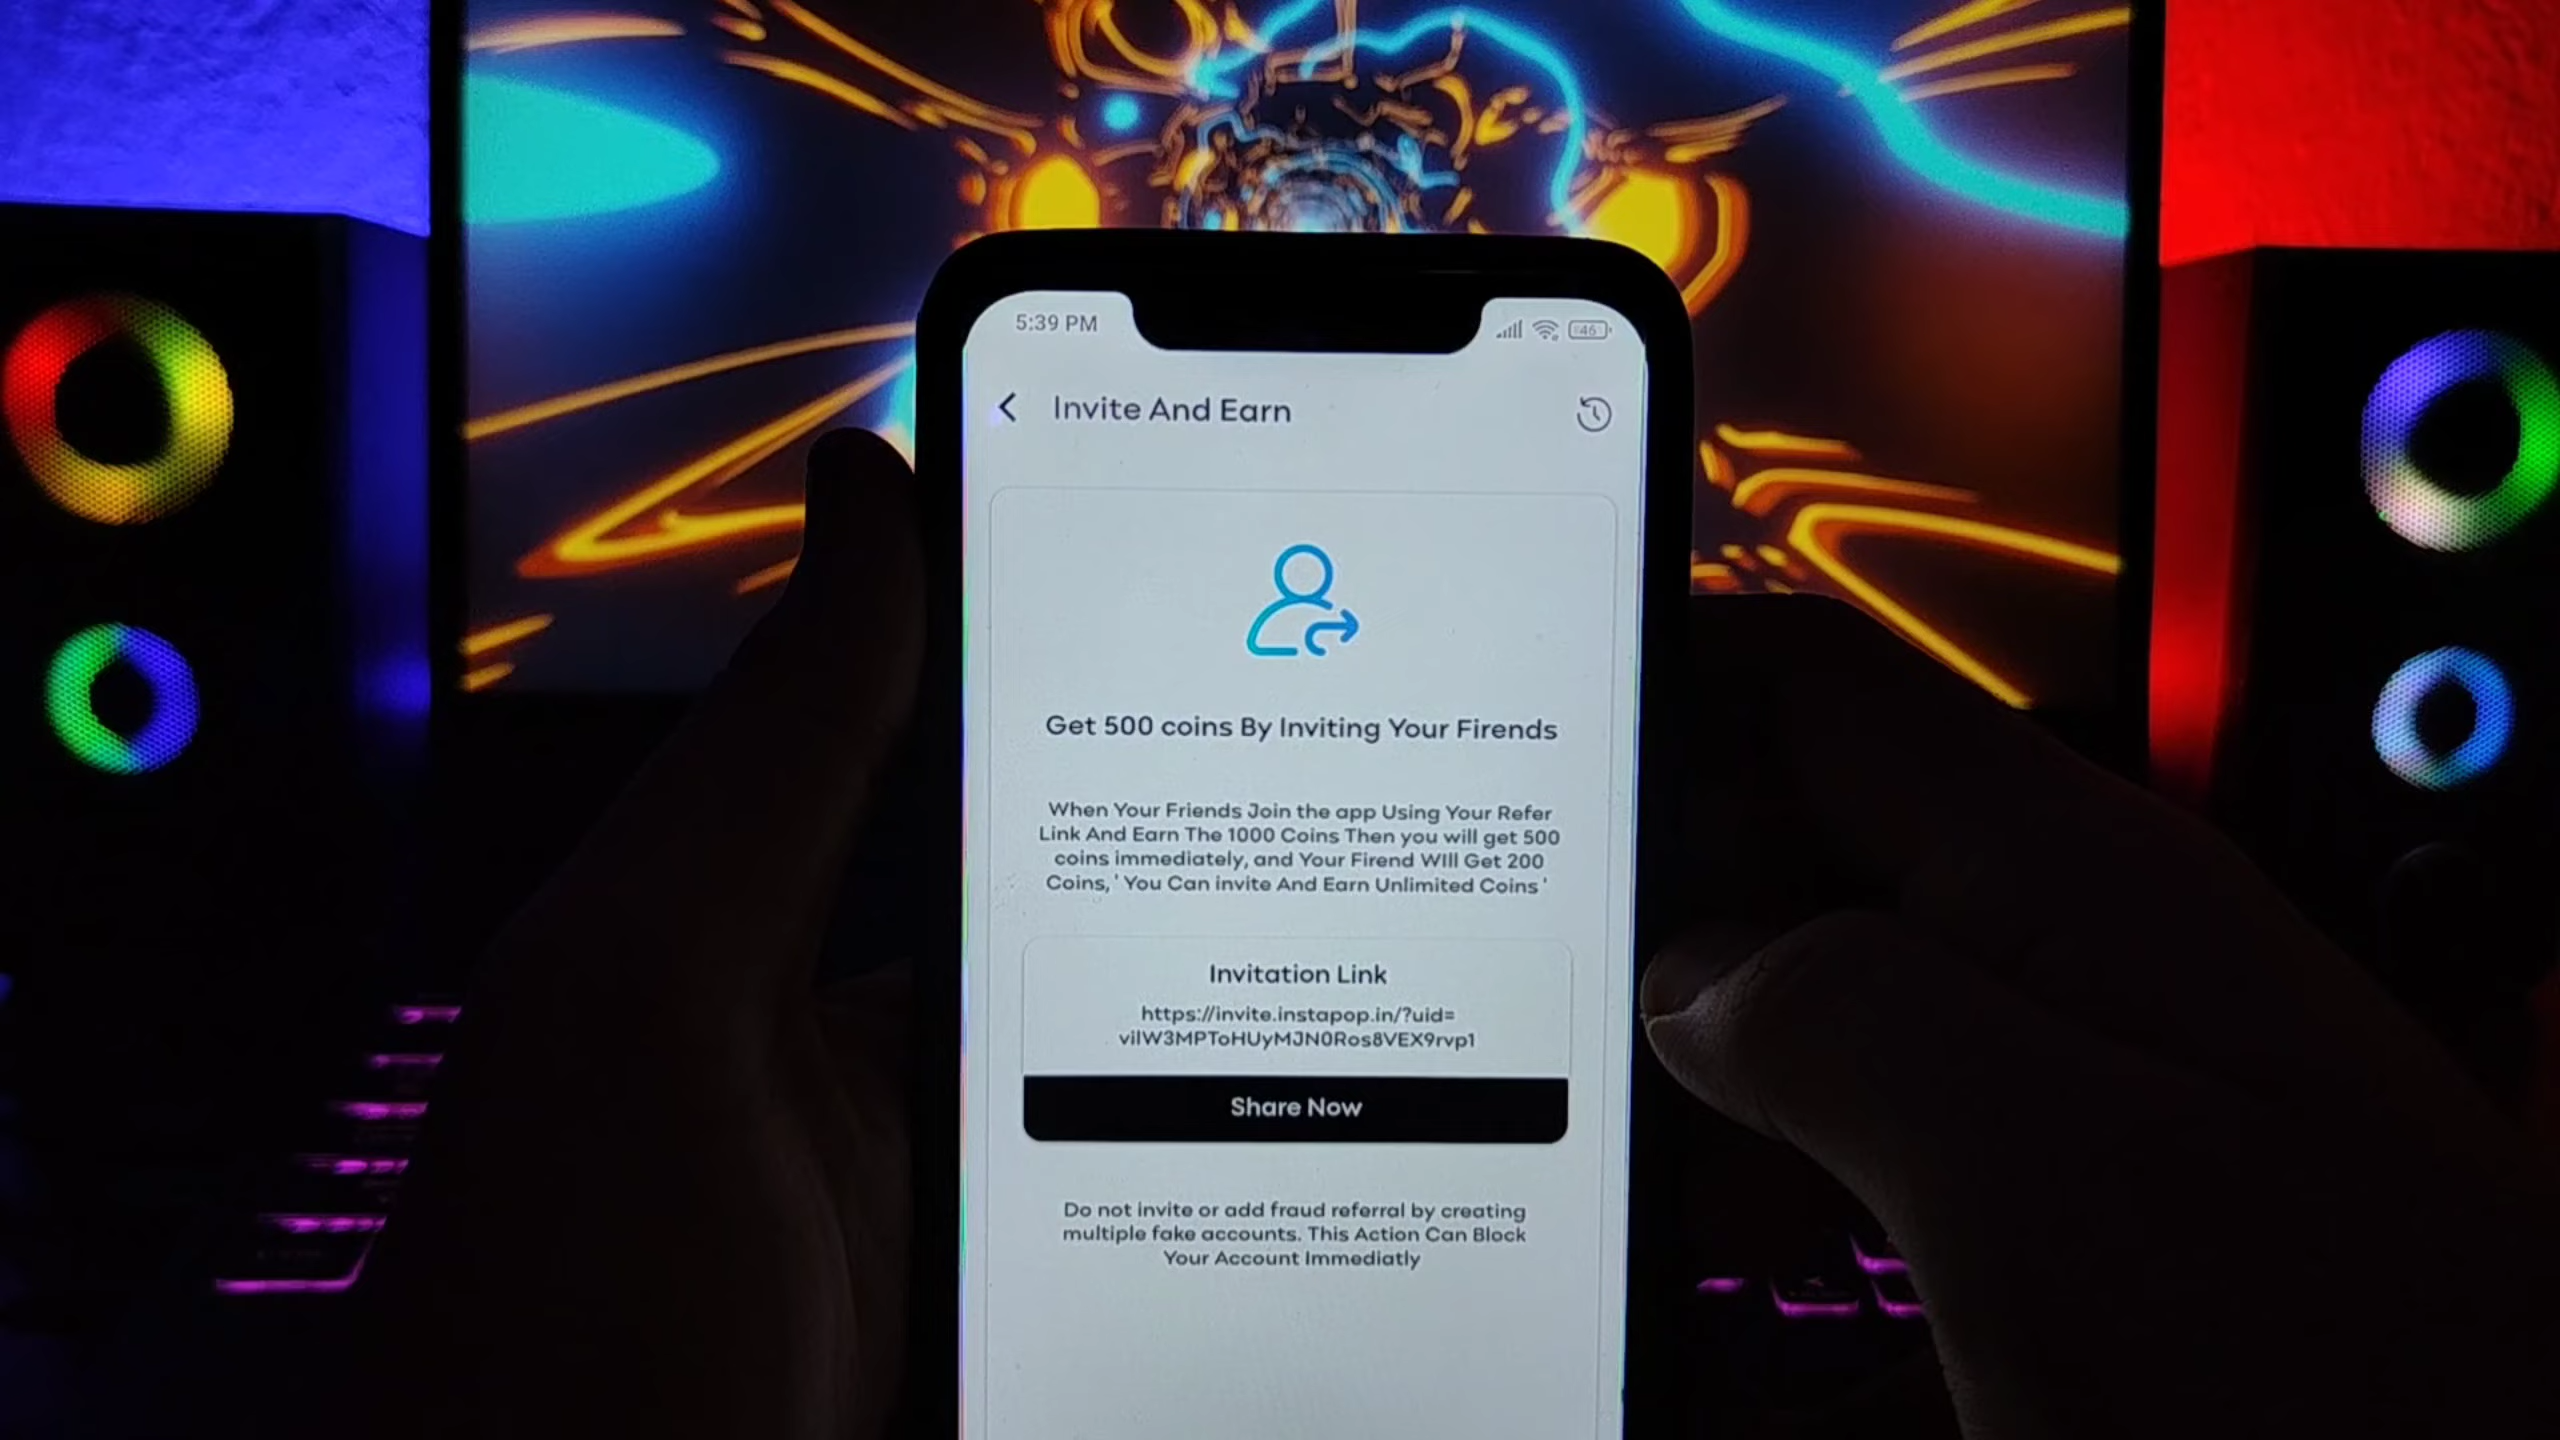 5:39 PM
46
Invite And Earn
Get 500 coins By Inviting Your Firends
When Your Friends Join the app Using Your Refer
Link And Earn The 1000 Coins Then you will get 500
coins immediately, and Your Firend WIll Get 200
Coins, ' You Can invite And Earn Unlimited Coins '
Invitation Link
https://invite.instapop.in/?uid=
vilW3MPToHUyMJN0Ros8VEX9rvp1
Share Now
Do not invite or add fraud referral by creating
multiple fake accounts. This Action Can Block
Your Account Immediatly